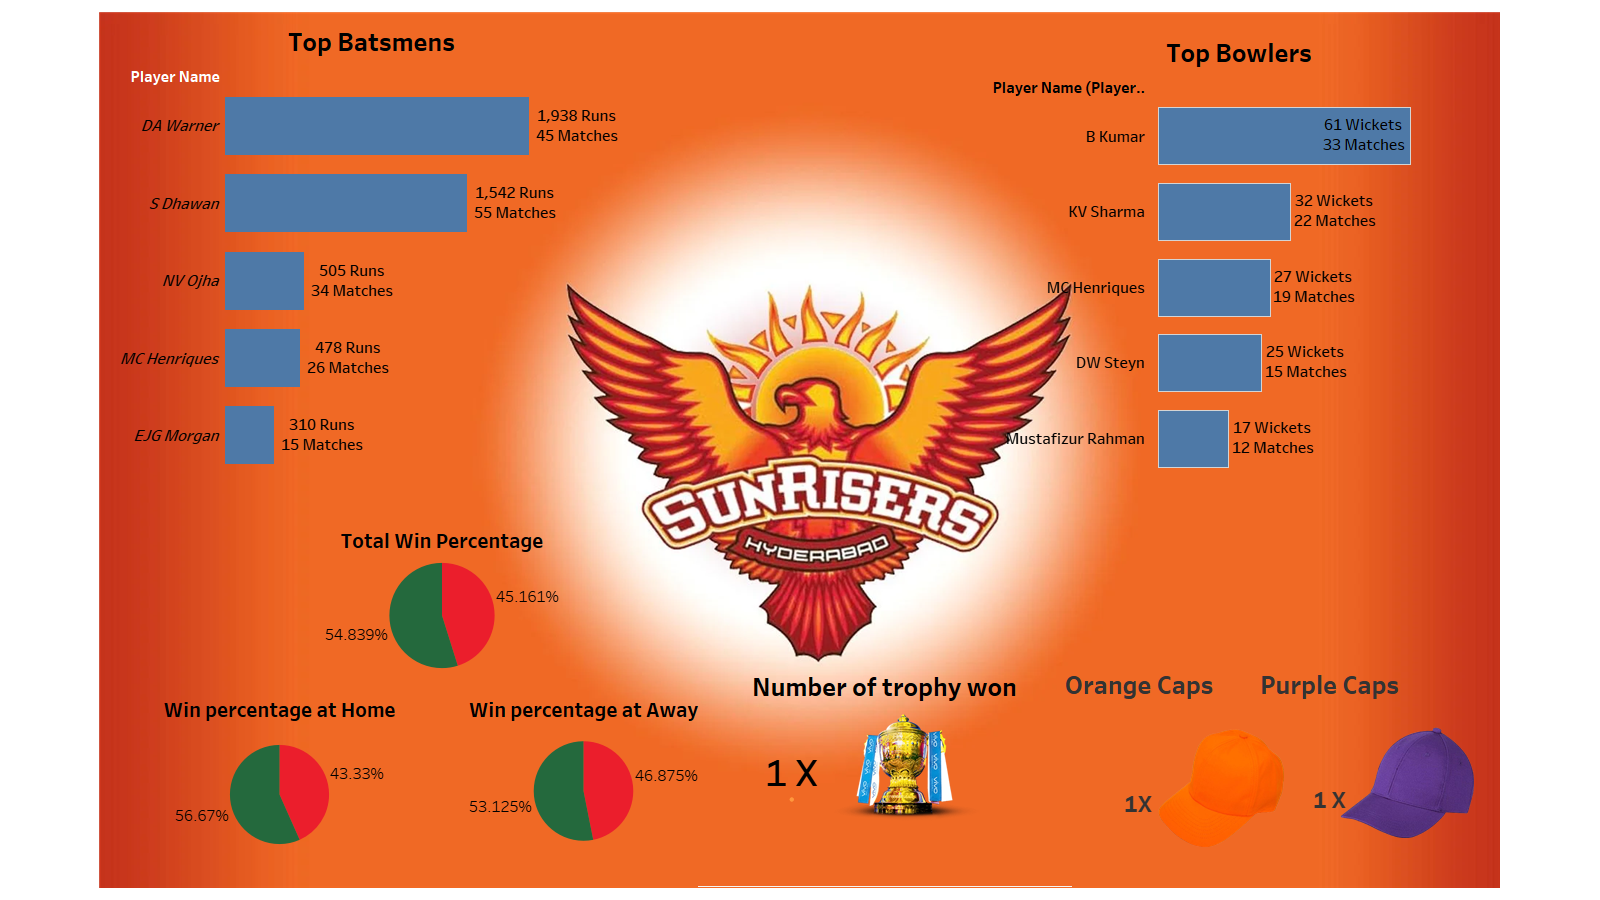 Top Batsmens
Player Name
DA Warner
1,938 Runs
45 Matches
S Dhawan
1,542 Runs
55 Matches
NV Ojha
505 Runs
34 Matches
MC Henriques
478 Runs
26 Matches
EJG Morgan
310 Runs
15 Matches
Top Bowlers
Player Name (Player..
B Kumar
61 Wickets
33 Matches
KV Sharma
32 Wickets
22 Matches
MC Henriques
27 Wickets
19 Matches
DW Steyn
25 Wickets
15 Matches
Mustafizur Rahman
17 Wickets
12 Matches
SUNRISERS
HYDERABAD
Total Win Percentage
45.161%
54.839%
Win percentage at Home
43.33%
56.67%
Win percentage at Away
46.875%
53.125%
Number of trophy won
1 X
Orange Caps
1X
Purple Caps
1 X